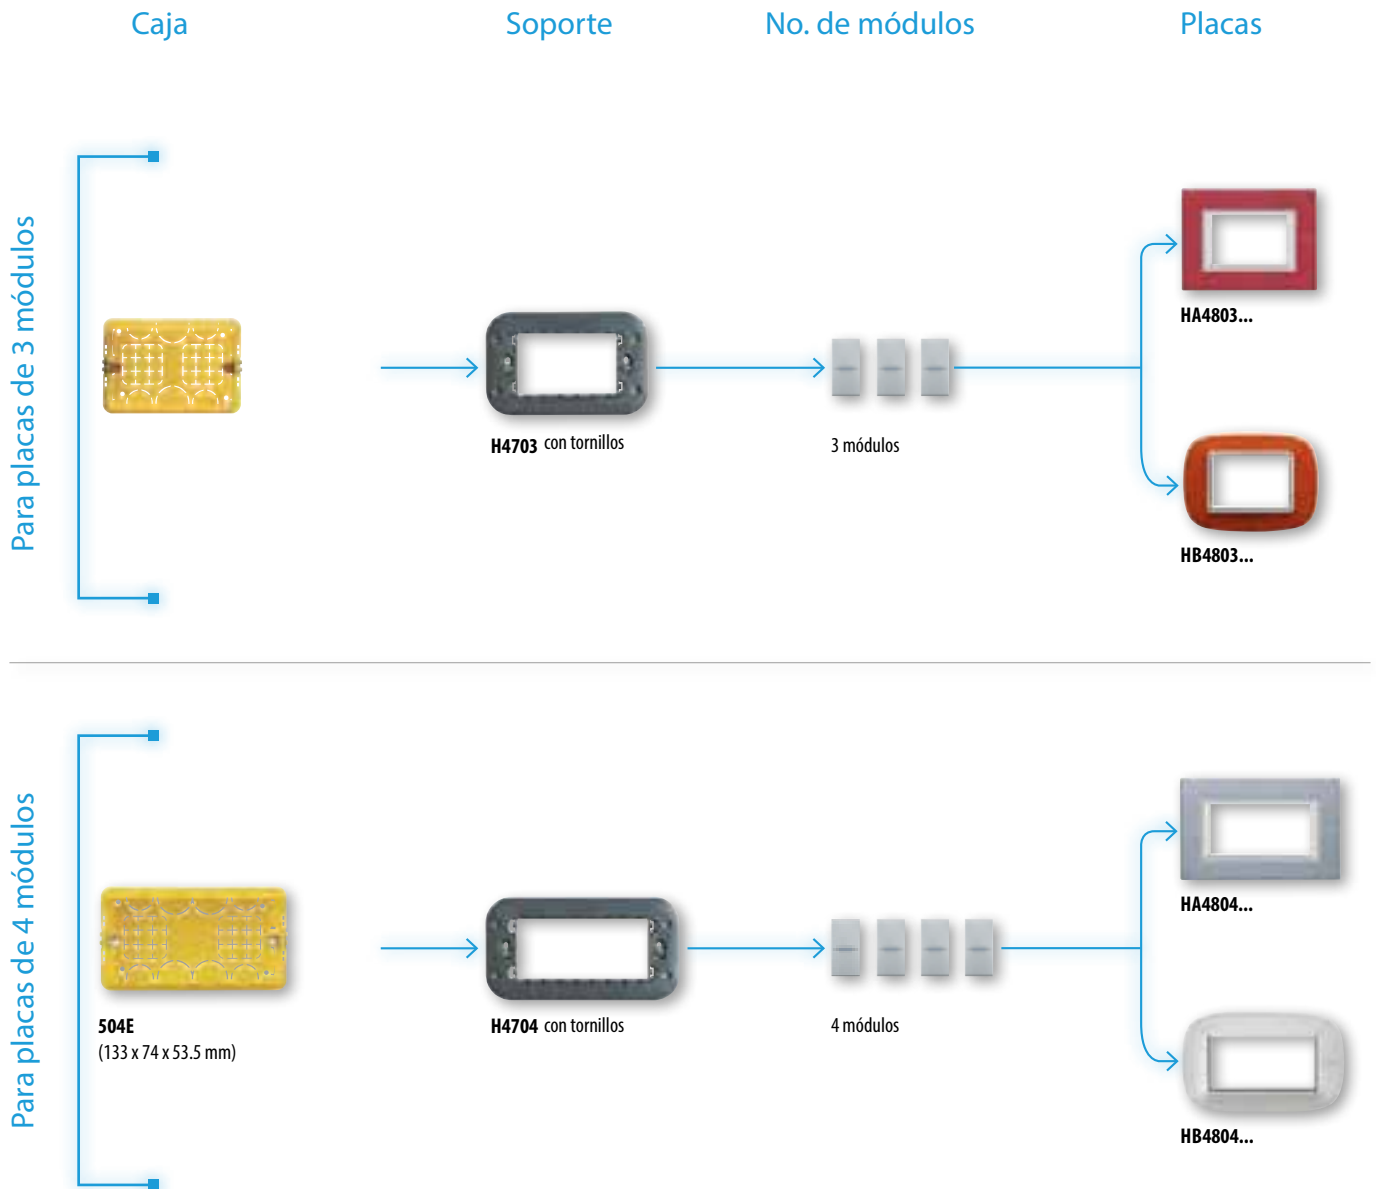 Caja
Soporte
No. de módulos
Placas
Para placas de 3 módulos
HA4803...
H4703 con tornillos
3 módulos
HB4803...
Para placas de 4 módulos
HA4804...
504E
(133 x 74 x 53.5 mm)
H4704 con tornillos
4 módulos
HB4804...